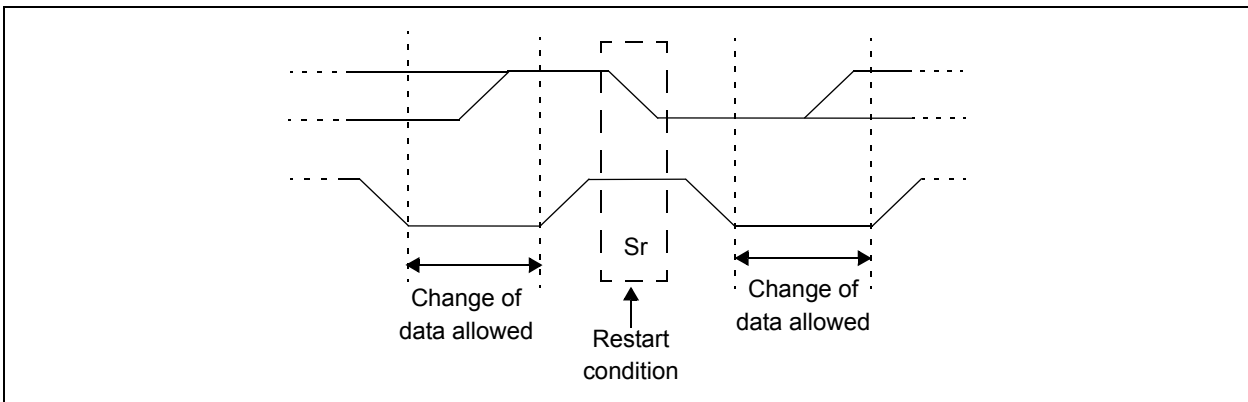 Sr
Change of
data allowed
Restart
condition
Change of
data allowed